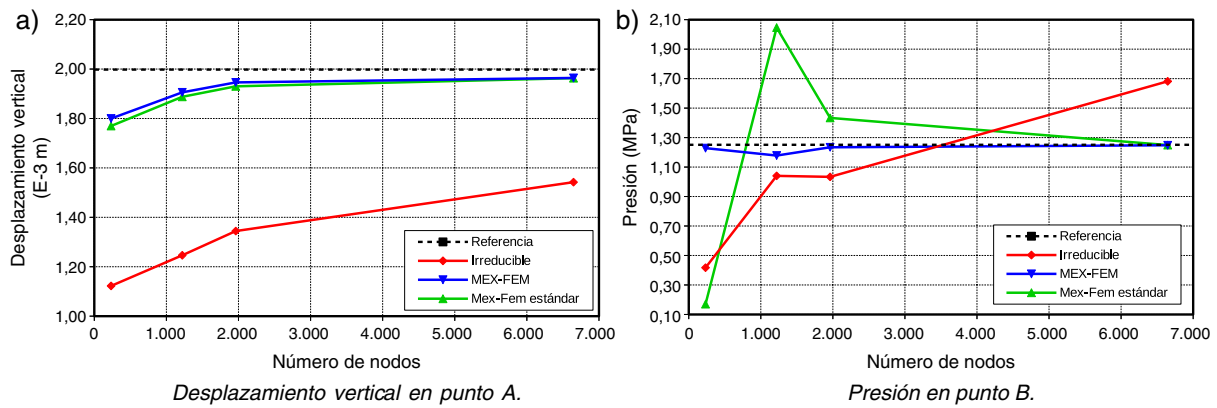 a)
2,20
2,00
1,80
1,60
1,40
1,20
1,00
Desplazamiento vertical
(E-3 m)
Referencia
Irreducible
MEX-FEM
Mex-Fem estándar
0 1.000 2.000 3.000 4.000 5.000 6.000 7.000
Número de nodos
Desplazamiento vertical en punto A.
b)
2,10
1,90
1,70
1,50
1,30
1,10
0,90
0,70
0,50
0,30
0,10
Presión (MPa)
Referencia
Irreducible
MEX-FEM
Mex-Fem estándar
0 1.000 2.000 3.000 4.000 5.000 6.000 7.000
Número de nodos
Presión en punto B.